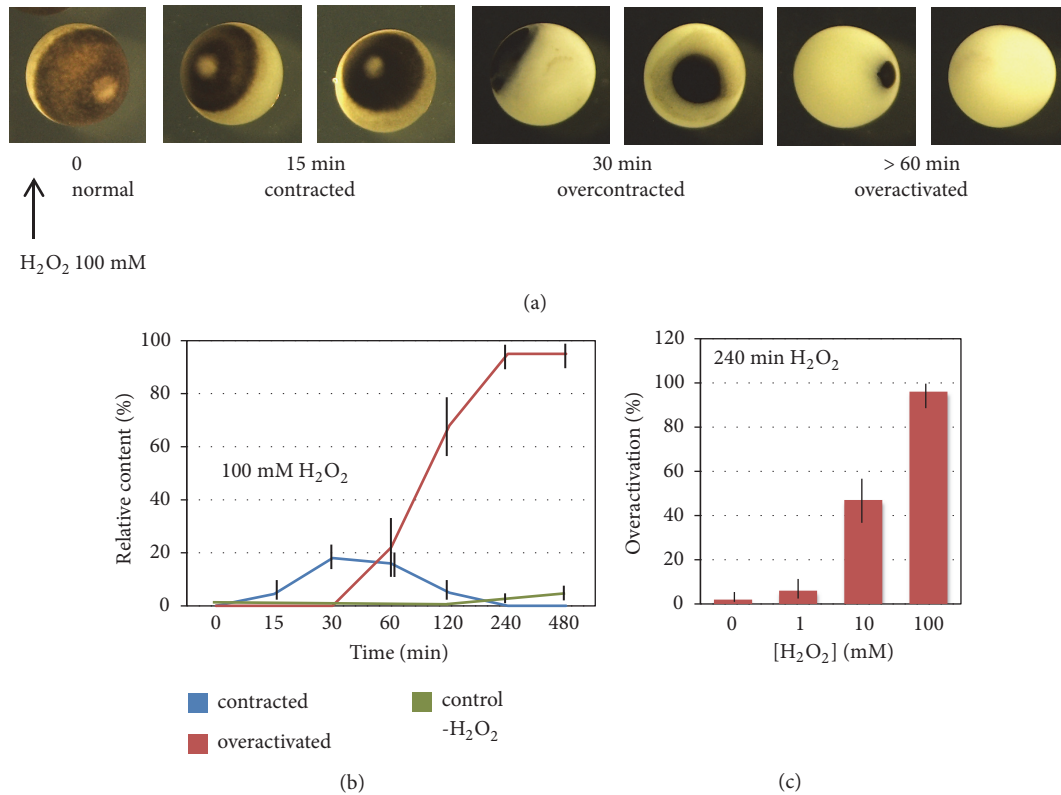 0
normal
15 min
contracted
30 min
overcontracted
> 60 min
overactivated
H₂O₂ 100 mM
(a)
100
80
60
40
20
0
Relative content (%)
100 mM H₂O₂
0 15 30 60 120 240 480
Time (min)
contracted
overactivated
control
-H₂O₂
(b)
120
100
80
60
40
20
0
Overactivation (%)
240 min H₂O₂
0 1 10 100
[H₂O₂] (mM)
(c)